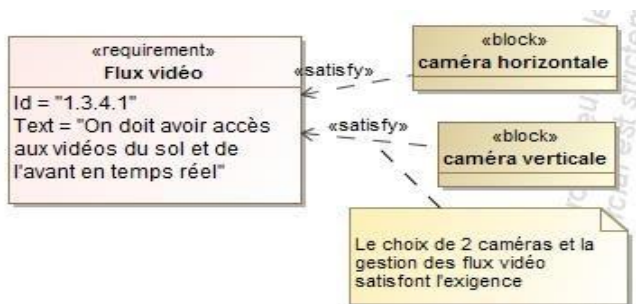 «requirement»
Flux vidéo
Id = "1.3.4.1"
Text = "On doit avoir accès
aux vidéos du sol et de
l'avant en temps réel"
«satisfy»
«block»
caméra horizontale
«satisfy»
«block»
caméra verticale
Le choix de 2 caméras et la
gestion des flux vidéo
satisfont l'exigence